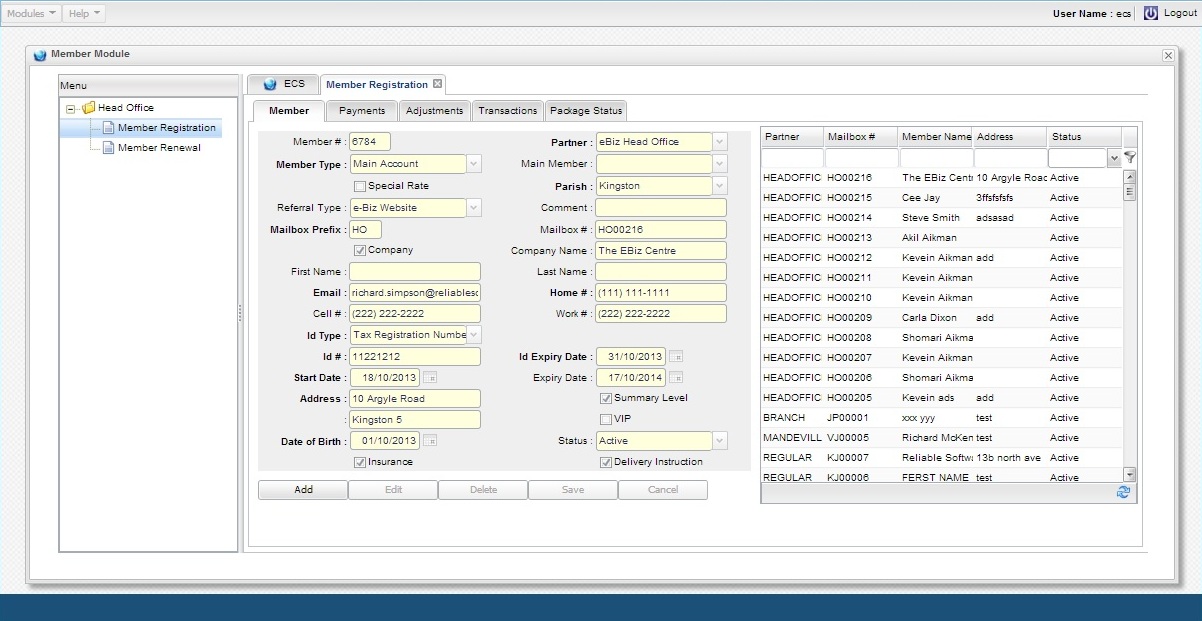 Modules Help User Name : ecs Logout
Member Module
Menu
Head Office
Member Registration
Member Renewal
ECS Member Registration
Member Payments Adjustments Transactions Package Status
Member # : 6784 Partner : eBiz Head Office
Member Type : Main Account Main Member :
Special Rate Parish : Kingston
Referral Type : e-Biz Website Comment :
Mailbox Prefix : HO Mailbox # : HO00216
Company Company Name : The EBiz Centre
First Name : Last Name :
Email : richard.simpson@reliablesc Home # : (111) 111-1111
Cell # : (222) 222-2222 Work # : (222) 222-2222
Id Type : Tax Registration Numbe
Id # : 11221212 Id Expiry Date : 31/10/2013
Start Date : 18/10/2013 Expiry Date : 17/10/2014
Address : 10 Argyle Road Summary Level
: Kingston 5 VIP
Date of Birth : 01/10/2013 Status : Active
Insurance Delivery Instruction
Add Edit Delete Save Cancel
Partner Mailbox # Member Name Address Status
HEADOFFIC HO00216 The EBiz Centr 10 Argyle Roac Active
HEADOFFIC HO00215 Cee Jay 3ffsfsfsfs Active
HEADOFFIC HO00214 Steve Smith adsasad Active
HEADOFFIC HO00213 Akil Aikman Active
HEADOFFIC HO00212 Kevein Aikman add Active
HEADOFFIC HO00211 Kevein Aikman Active
HEADOFFIC HO00210 Kevein Aikman Active
HEADOFFIC HO00209 Carla Dixon add Active
HEADOFFIC HO00208 Shomari Aikma Active
HEADOFFIC HO00207 Kevein Aikman Active
HEADOFFIC HO00206 Shomari Aikma Active
HEADOFFIC HO00205 Kevein ads add Active
BRANCH JP00001 xxx yyy test Active
MANDEVILL VJ00005 Richard McKen test Active
REGULAR KJ00007 Reliable Softw 13b north ave Active
REGULAR KJ00006 FERST NAME test Active